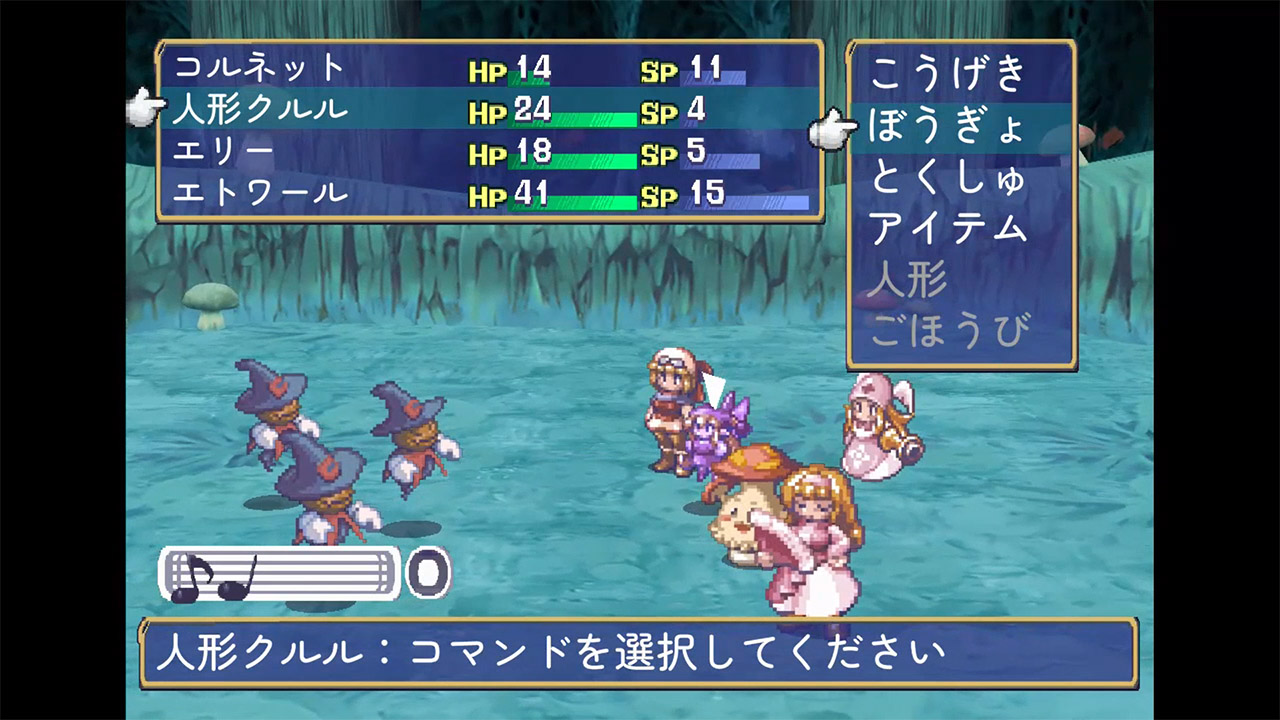 コルネット HP 14 SP 11
人形クルル HP 24 SP 4
エリー HP 18 SP 5
エトワール HP 41 SP 15
こうげき
ぼうぎょ
とくしゅ
アイテム
人形
ごほうび
0
人形クルル：コマンドを選択してください